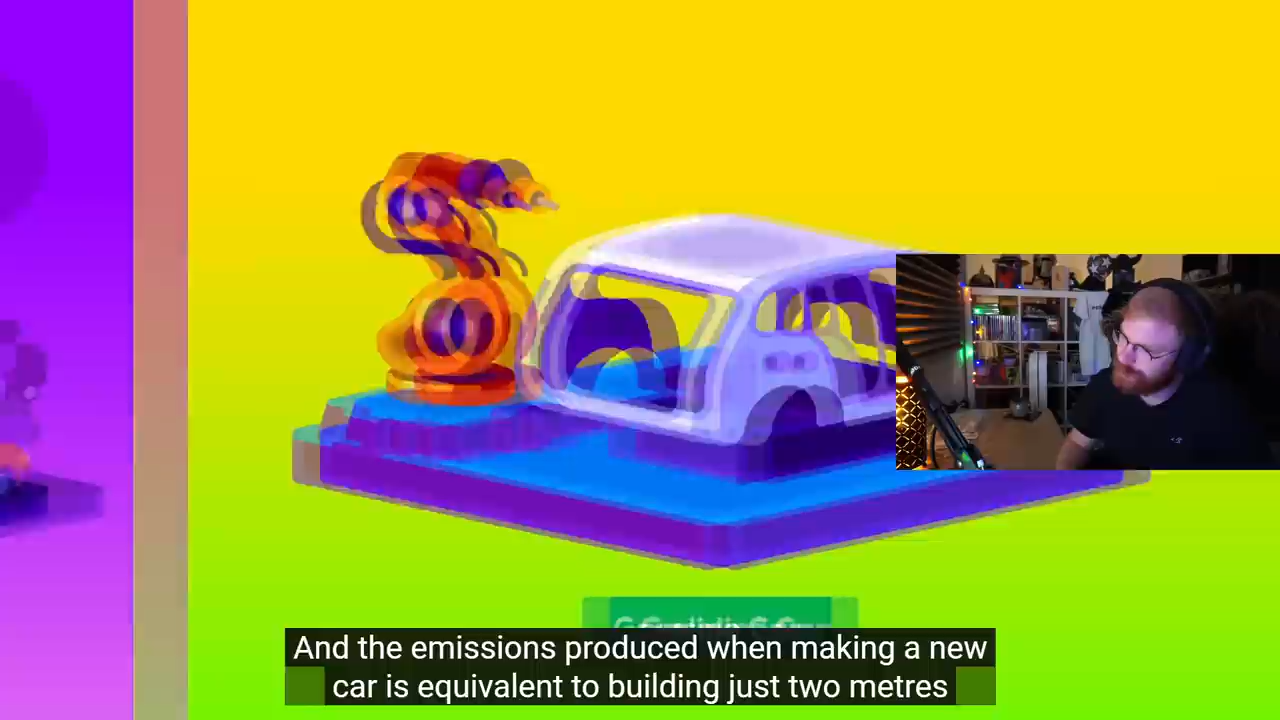 And the emissions produced when making a new
car is equivalent to building just two metres